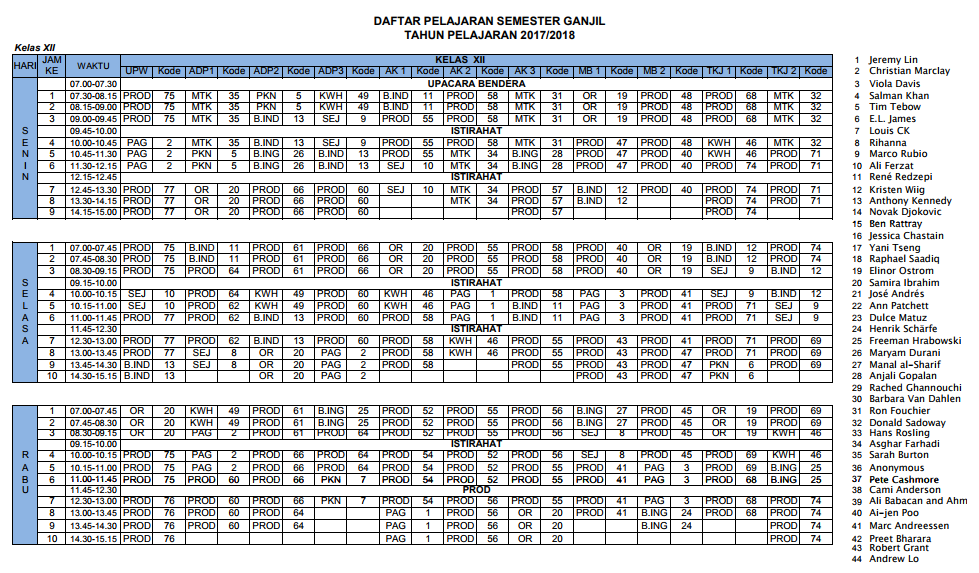 DAFTAR PELAJARAN SEMESTER GANJIL
TAHUN PELAJARAN 2017/2018
Kelas XII
HARI JAM KE WAKTU KELAS XII
UPW Kode ADP1 Kode ADP2 Kode ADP3 Kode AK 1 Kode AK 2 Kode AK 3 Kode MB 1 Kode MB 2 Kode TKJ 1 Kode TKJ 2 Kode
SENIN
07.00-07.30 UPACARA BENDERA
1 07.30-08.15 PROD 75 MTK 35 PKN 5 KWH 49 B.IND 11 PROD 58 MTK 31 OR 19 PROD 48 PROD 68 MTK 32
2 08.15-09.00 PROD 75 MTK 35 PKN 5 KWH 49 B.IND 11 PROD 58 MTK 31 OR 19 PROD 48 PROD 68 MTK 32
3 09.00-09.45 PROD 75 MTK 35 B.IND 13 SEJ 9 PROD 55 PROD 58 MTK 31 OR 19 PROD 48 PROD 68 MTK 32
09.45-10.00 ISTIRAHAT
4 10.00-10.45 PAG 2 MTK 35 B.IND 13 SEJ 9 PROD 55 PROD 58 MTK 31 PROD 47 PROD 48 KWH 46 MTK 32
5 10.45-11.30 PAG 2 PKN 5 B.ING 26 B.IND 13 PROD 55 MTK 34 B.ING 28 PROD 47 PROD 40 KWH 46 PROD 71
6 11.30-12.15 PAG 2 PKN 5 B.ING 26 B.IND 13 SEJ 10 MTK 34 B.ING 28 PROD 47 PROD 40 PROD 74 PROD 71
12.15-12.45 ISTIRAHAT
7 12.45-13.30 PROD 77 OR 20 PROD 66 PROD 60 SEJ 10 MTK 34 PROD 57 B.IND 12 PROD 40 PROD 74 PROD 71
8 13.30-14.15 PROD 77 OR 20 PROD 66 PROD 60 MTK 34 PROD 57 B.IND 12 PROD 74 PROD 71
9 14.15-15.00 PROD 77 OR 20 PROD 66 PROD 60 PROD 57 PROD 74
SELASA
1 07.00-07.45 PROD 75 B.IND 11 PROD 61 PROD 66 OR 20 PROD 55 PROD 58 PROD 40 OR 19 B.IND 12 PROD 74
2 07.45-08.30 PROD 75 B.IND 11 PROD 61 PROD 66 OR 20 PROD 55 PROD 58 PROD 40 OR 19 B.IND 12 PROD 74
3 08.30-09.15 PROD 75 PROD 64 PROD 61 PROD 66 OR 20 PROD 55 PROD 58 PROD 40 OR 19 SEJ 9 B.IND 12
09.15-10.00 ISTIRAHAT
4 10.00-10.15 SEJ 10 PROD 64 KWH 49 PROD 60 KWH 46 PAG 1 PROD 58 PAG 3 PROD 41 SEJ 9 B.IND 12
5 10.15-11.00 SEJ 10 PROD 62 KWH 49 PROD 60 KWH 46 PAG 1 B.IND 11 PAG 3 PROD 41 PROD 71 SEJ 9
6 11.00-11.45 PROD 77 PROD 62 B.IND 13 PROD 60 PROD 58 PAG 1 B.IND 11 PAG 3 PROD 41 PROD 71 SEJ 9
11.45-12.30 ISTIRAHAT
7 12.30-13.00 PROD 77 PROD 62 B.IND 13 PROD 60 PROD 58 KWH 46 PROD 55 PROD 43 PROD 41 PROD 71 PROD 69
8 13.00-13.45 PROD 77 SEJ 8 OR 20 PAG 2 PROD 58 KWH 46 PROD 55 PROD 43 PROD 47 PROD 71 PROD 69
9 13.45-14.30 B.IND 13 SEJ 8 OR 20 PAG 2 PROD 58 PROD 55 PROD 43 PROD 47 PKN 6 PROD 69
10 14.30-15.15 B.IND 13 OR 20 PAG 2 PROD 43 PROD 47 PKN 6
RABU
1 07.00-07.45 OR 20 KWH 49 PROD 61 B.ING 25 PROD 52 PROD 55 PROD 56 B.ING 27 PROD 45 OR 19 PROD 69
2 07.45-08.30 OR 20 KWH 49 PROD 61 B.ING 25 PROD 52 PROD 55 PROD 56 B.ING 27 PROD 45 OR 19 PROD 69
3 08.30-09.15 OR 20 PAG 2 PROD 61 PROD 64 PROD 52 PROD 55 PROD 56 SEJ 8 PROD 45 OR 19 KWH 46
09.15-10.00 ISTIRAHAT
4 10.00-10.15 PROD 75 PAG 2 PROD 66 PROD 64 PROD 54 PROD 52 PROD 56 SEJ 8 PROD 45 PROD 69 KWH 46
5 10.15-11.00 PROD 75 PAG 2 PROD 66 PROD 64 PROD 54 PROD 52 PROD 55 PROD 41 PAG 3 PROD 69 B.ING 25
6 11.00-11.45 PROD 75 PROD 60 PROD 66 PKN 7 PROD 54 PROD 52 PROD 55 PROD 41 PAG 3 PROD 68 B.ING 25
11.45-12.30 PROD
7 12.30-13.00 PROD 76 PROD 60 PROD 66 PKN 7 PROD 54 PROD 56 PROD 55 PROD 41 PAG 3 PROD 68 PROD 74
8 13.00-13.45 PROD 76 PROD 60 PROD 64 PAG 1 PROD 56 OR 20 PROD 41 B.ING 24 PROD 68 PROD 74
9 13.45-14.30 PROD 76 PROD 60 PROD 64 PAG 1 PROD 56 OR 20 B.ING 24 PROD 74
10 14.30-15.15 PROD 76 PAG 1 PROD 56 OR 20 PROD 74
1 Jeremy Lin
2 Christian Marclay
3 Viola Davis
4 Salman Khan
5 Tim Tebow
6 E.L. James
7 Louis CK
8 Rihanna
9 Marco Rubio
10 Ali Ferzat
11 René Redzepi
12 Kristen Wiig
13 Anthony Kennedy
14 Novak Djokovic
15 Ben Rattray
16 Jessica Chastain
17 Yani Tseng
18 Raphael Saadiq
19 Elinor Ostrom
20 Samira Ibrahim
21 José Andrés
22 Ann Patchett
23 Dulce Matuz
24 Henrik Schärfe
25 Freeman Hrabowski
26 Maryam Durani
27 Manal al-Sharif
28 Anjali Gopalan
29 Rached Ghannouchi
30 Barbara Van Dahlen
31 Ron Fouchier
32 Donald Sadoway
33 Hans Rosling
34 Asghar Farhadi
35 Sarah Burton
36 Anonymous
37 Pete Cashmore
38 Cami Anderson
39 Ali Babacan and Ahm
40 Ai-jen Poo
41 Marc Andreessen
42 Preet Bharara
43 Robert Grant
44 Andrew Lo